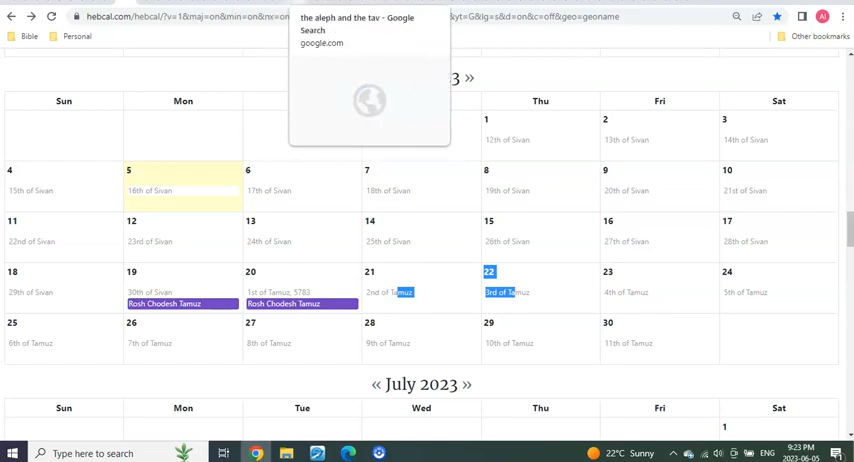 hebcal.com/hebcal/?v=1&maj=on&min=on&nx=on
&yt=G&lg=s&d=on&c=off&geo=geoname
AI
Bible
Personal
Other bookmarks
the aleph and the tav - Google
Search
google.com
3 »
Sun Mon Thu Fri Sat
1 2 3
12th of Sivan 13th of Sivan 14th of Sivan
4 5 6 7 8 9 10
15th of Sivan 16th of Sivan 17th of Sivan 18th of Sivan 19th of Sivan 20th of Sivan 21st of Sivan
11 12 13 14 15 16 17
22nd of Sivan 23rd of Sivan 24th of Sivan 25th of Sivan 26th of Sivan 27th of Sivan 28th of Sivan
18 19 20 21 22 23 24
29th of Sivan 30th of Sivan 1st of Tamuz, 5783 2nd of Tamuz 3rd of Tamuz 4th of Tamuz 5th of Tamuz
Rosh Chodesh Tamuz Rosh Chodesh Tamuz
25 26 27 28 29 30
6th of Tamuz 7th of Tamuz 8th of Tamuz 9th of Tamuz 10th of Tamuz 11th of Tamuz
« July 2023 »
Sun Mon Tue Wed Thu Fri Sat
1
Type here to search
22°C Sunny
ENG
9:23 PM
2023-06-05